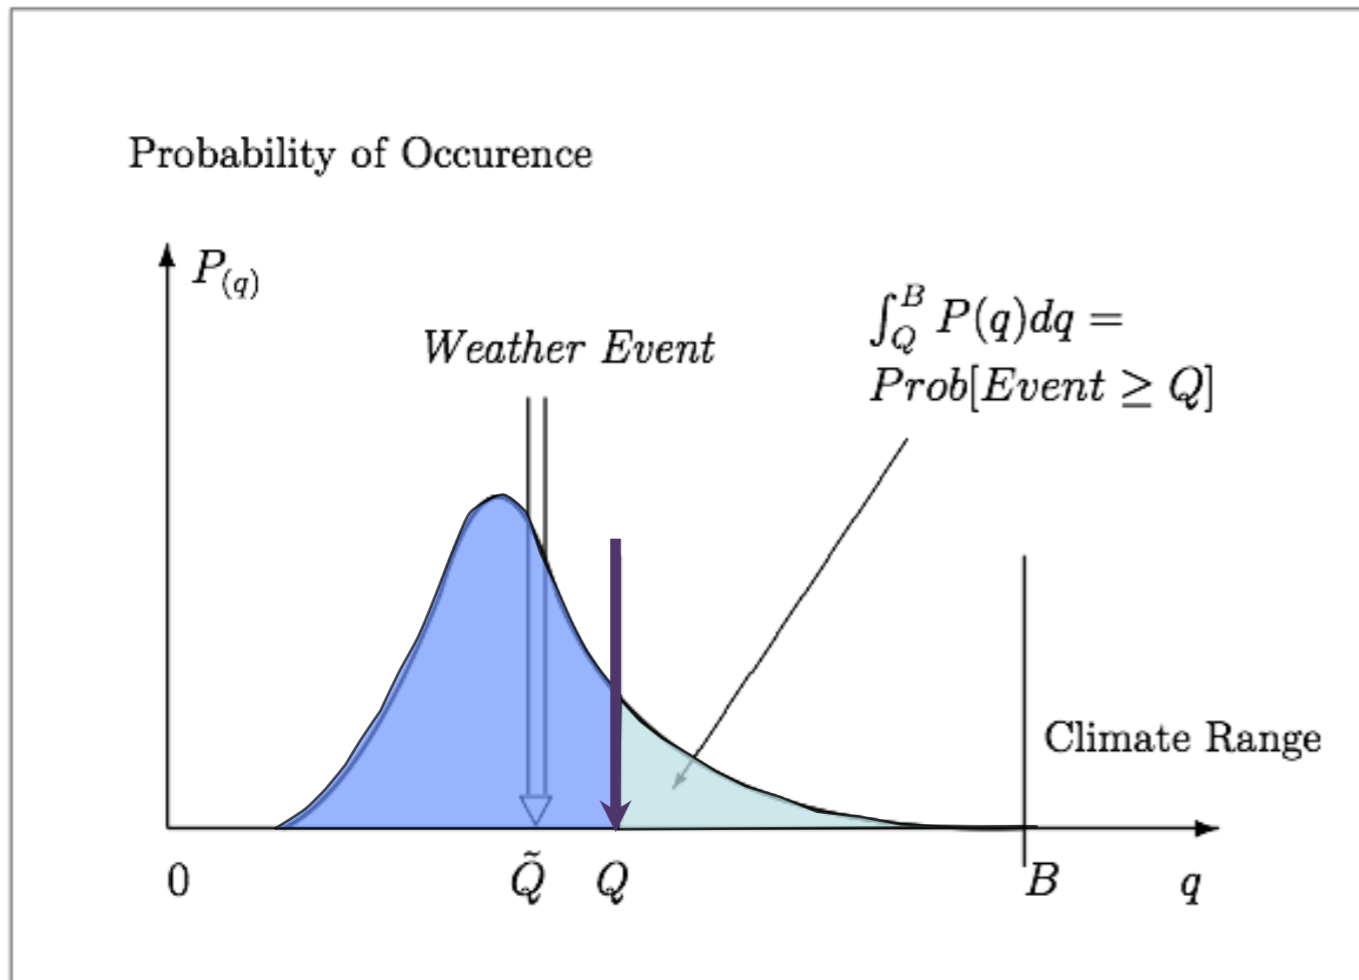 Probability of Occurence
P(q)
Weather Event
∫_Q^B P(q)dq =
Prob[Event ≥ Q]
Climate Range
0 Q̃ Q B q